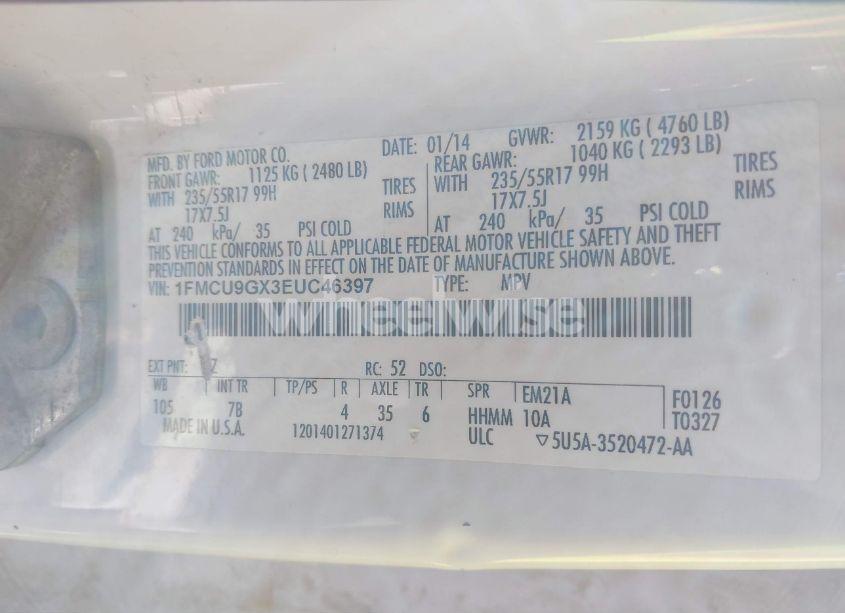 MFD. BY FORD MOTOR CO. DATE: 01/14 GVWR: 2159 KG ( 4760 LB)
FRONT GAWR: 1125 KG ( 2480 LB) REAR GAWR: 1040 KG ( 2293 LB)
WITH 235/55R17 99H TIRES WITH 235/55R17 99H TIRES
17X7.5J RIMS 17X7.5J RIMS
AT 240 kPa/ 35 PSI COLD AT 240 kPa/ 35 PSI COLD
THIS VEHICLE CONFORMS TO ALL APPLICABLE FEDERAL MOTOR VEHICLE SAFETY AND THEFT
PREVENTION STANDARDS IN EFFECT ON THE DATE OF MANUFACTURE SHOWN ABOVE.
VIN: 1FMCU9GX3EUC46397 TYPE: MPV
wheelwise
EXT PNT: Z RC: 52 DSO:
WB INT TR TP/PS R AXLE TR SPR EM21A F0126
105 7B 4 35 6 HHMM 10A T0327
MADE IN U.S.A. 1201401271374 ULC ▽5U5A-3520472-AA